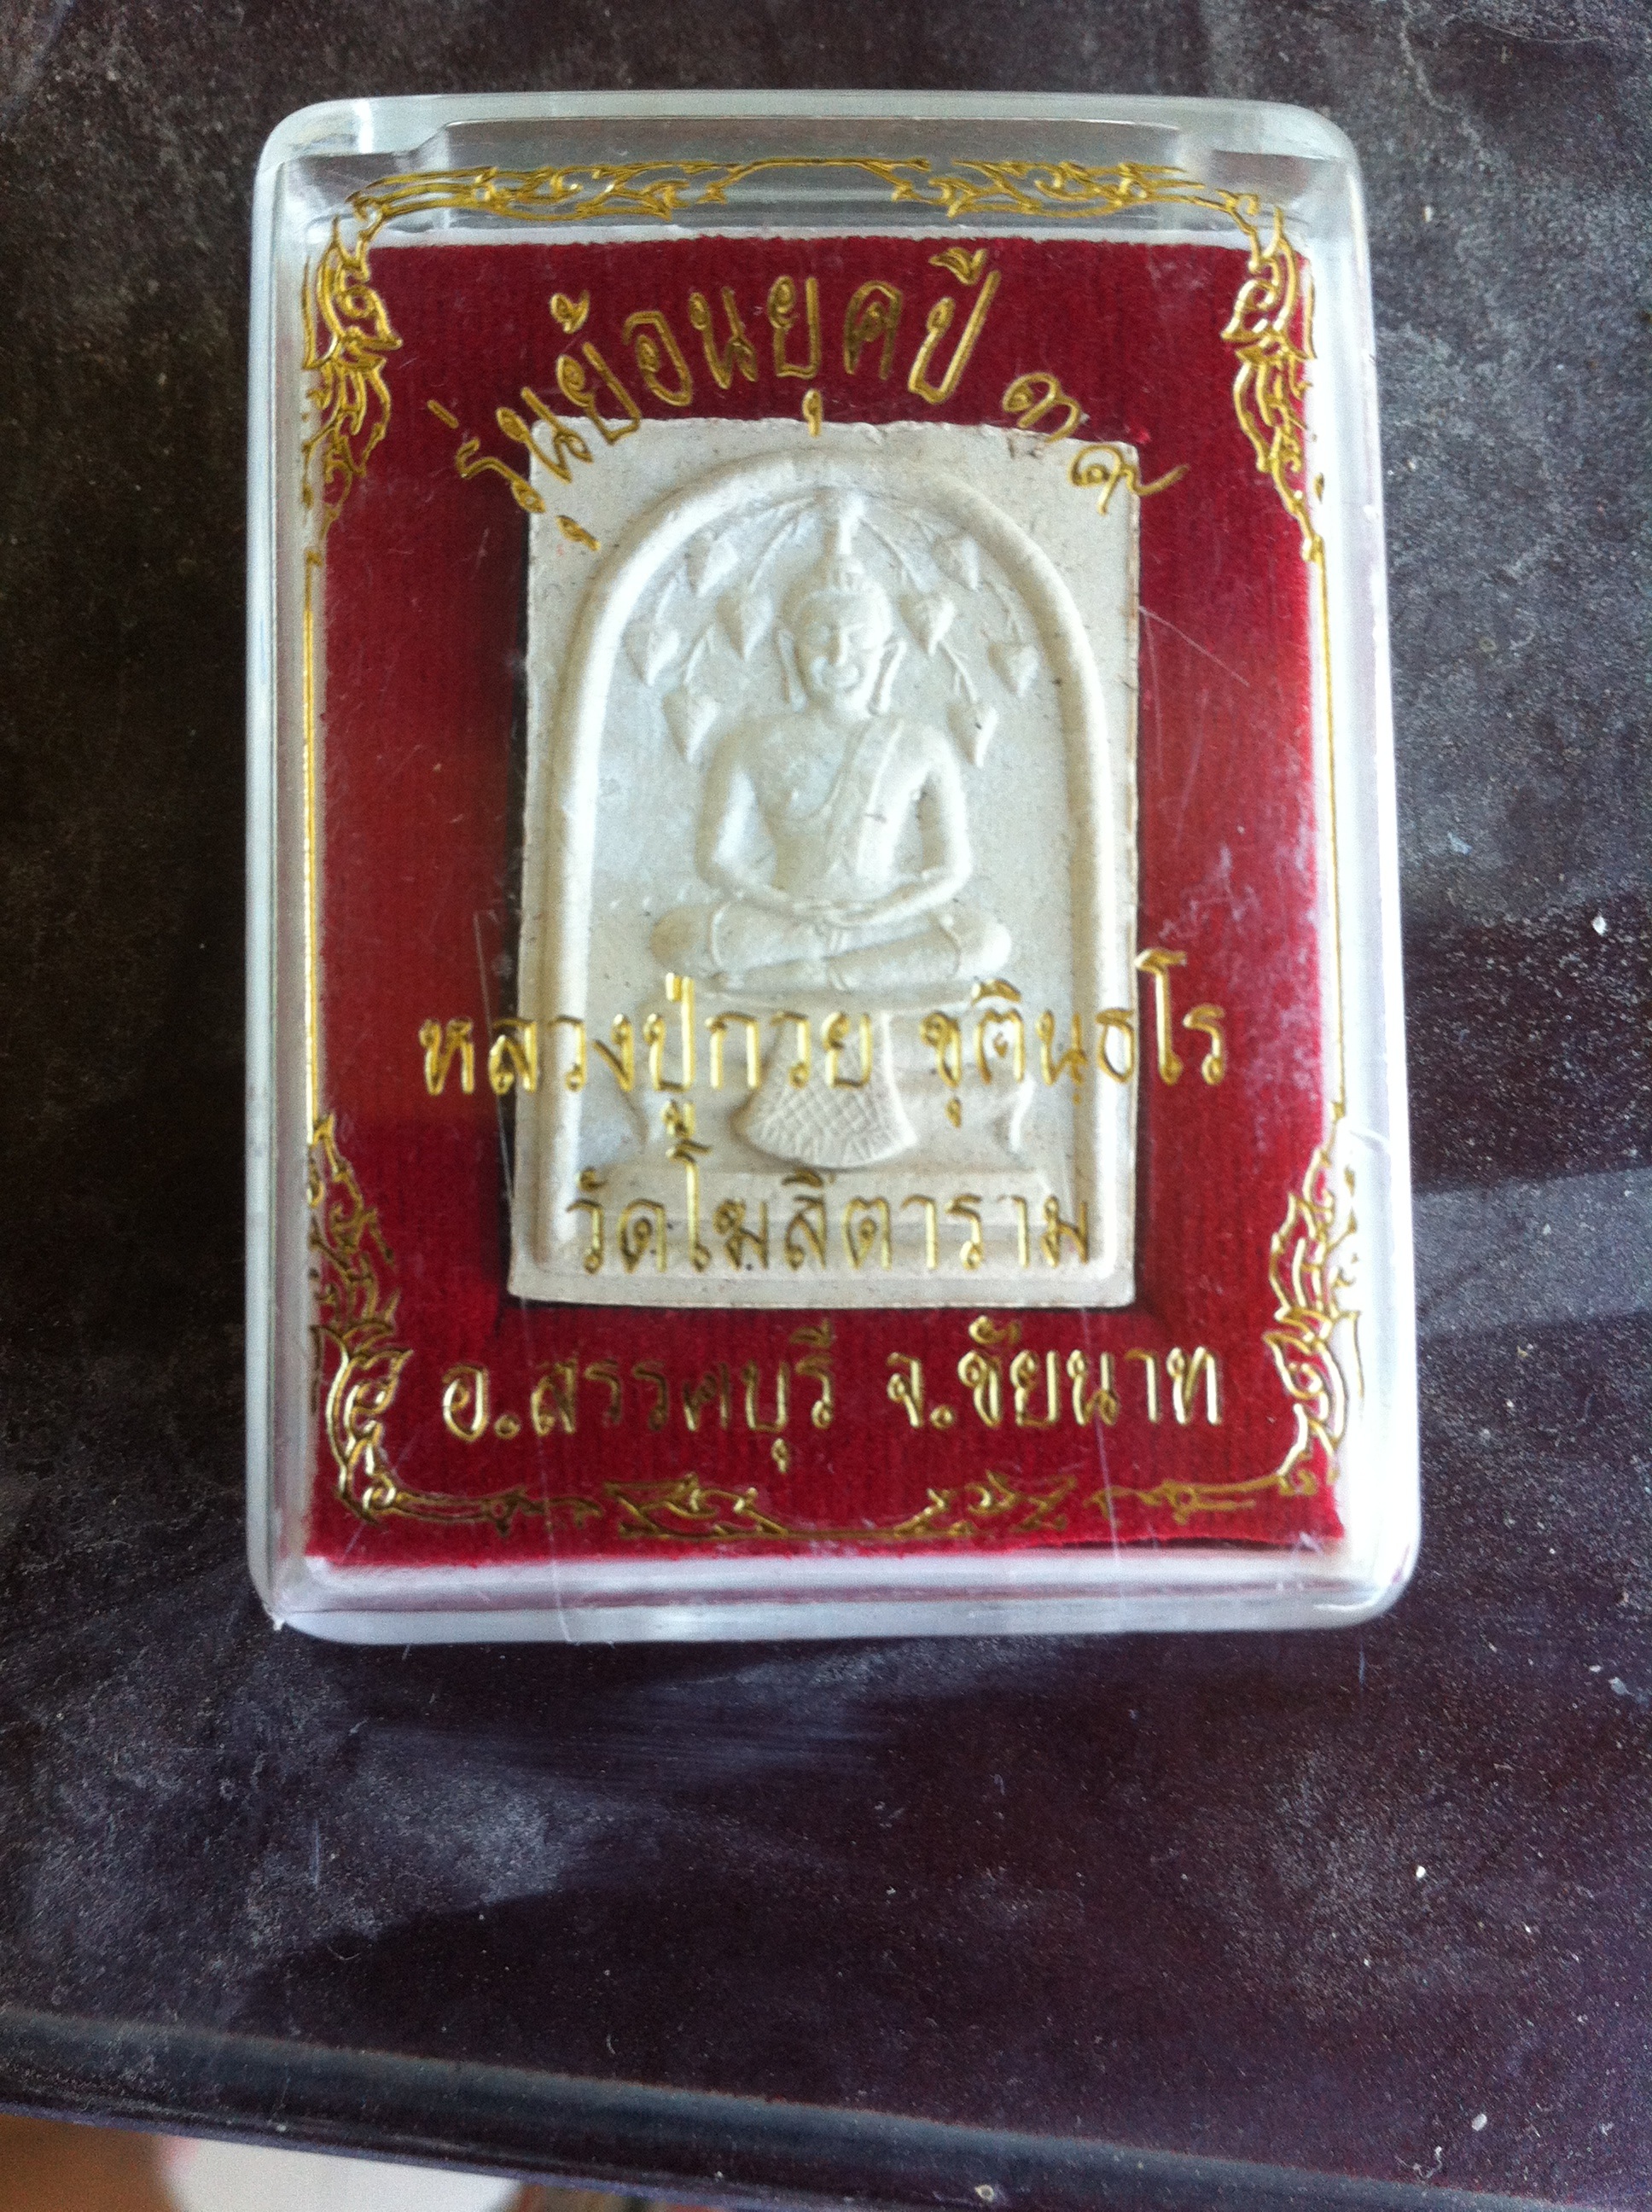 รุ่นย้อนยุคปี ๓๙
หลวงปู่กวย ชุตินฺธโร
วัดโฆสิตาราม
อ.สรรคบุรี จ.ชัยนาท